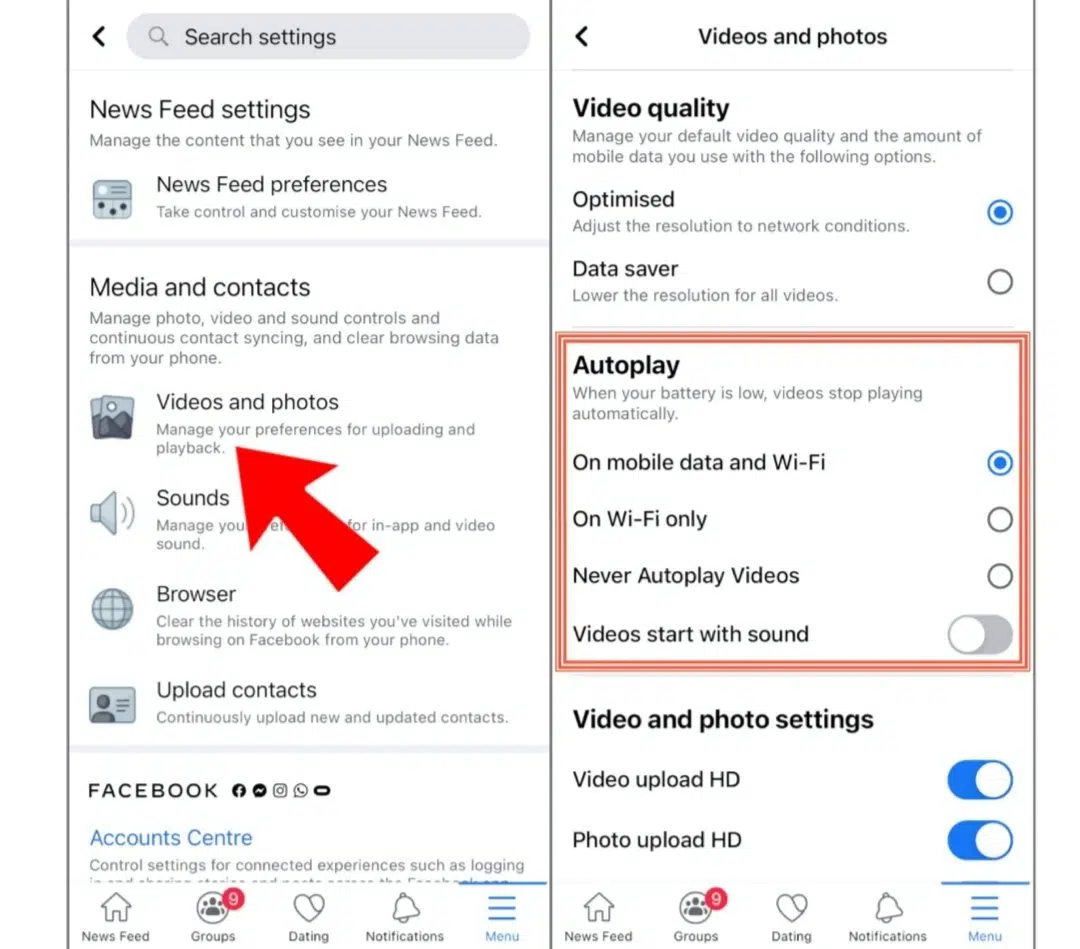 Search settings
News Feed settings
Manage the content that you see in your News Feed.
News Feed preferences
Take control and customise your News Feed.
Media and contacts
Manage photo, video and sound controls and
continuous contact syncing, and clear browsing data
from your phone.
Videos and photos
Manage your preferences for uploading and
playback.
Sounds
Manage for in-app and video
sound.
Browser
Clear the history of websites you've visited while
browsing on Facebook from your phone.
Upload contacts
Continuously upload new and updated contacts.
FACEBOOK
Accounts Centre
Control settings for connected experiences such as logging
9
News Feed
Groups
Dating
Notifications
Menu
Videos and photos
Video quality
Manage your default video quality and the amount of
mobile data you use with the following options.
Optimised
Adjust the resolution to network conditions.
Data saver
Lower the resolution for all videos.
Autoplay
When your battery is low, videos stop playing
automatically.
On mobile data and Wi-Fi
On Wi-Fi only
Never Autoplay Videos
Videos start with sound
Video and photo settings
Video upload HD
Photo upload HD
9
News Feed
Groups
Dating
Notifications
Menu